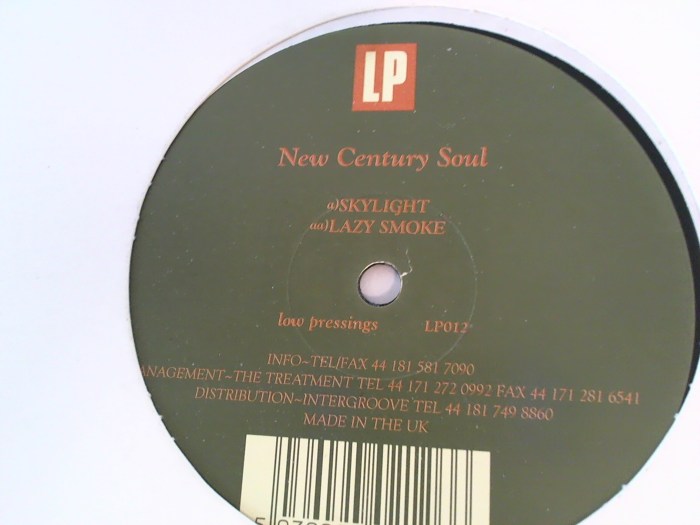 LP
New Century Soul
a)SKYLIGHT
aa)LAZY SMOKE
low pressings LP012
INFO~TEL/FAX 44 181 581 7090
ANAGEMENT~THE TREATMENT TEL 44 171 272 0992 FAX 44 171 281 6541
DISTRIBUTION~INTERGROOVE TEL 44 181 749 8860
MADE IN THE UK